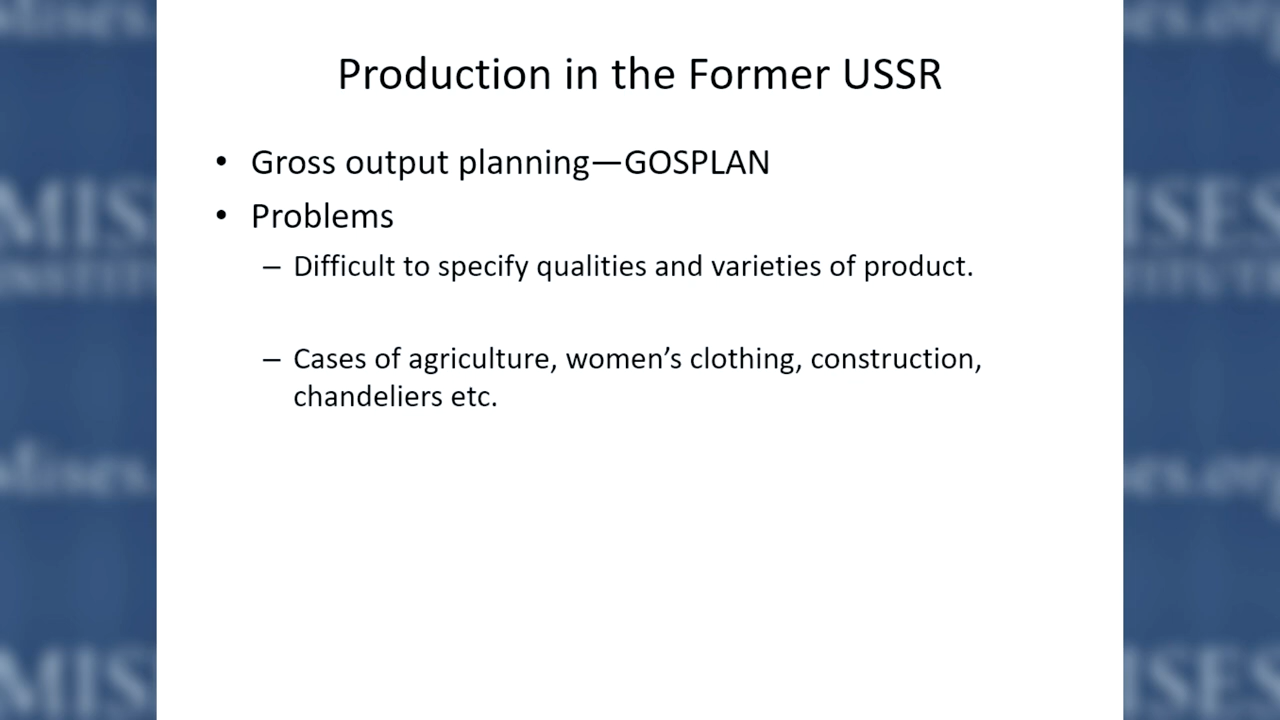 Production in the Former USSR
• Gross output planning—GOSPLAN
• Problems
– Difficult to specify qualities and varieties of product.
– Cases of agriculture, women’s clothing, construction,
chandeliers etc.